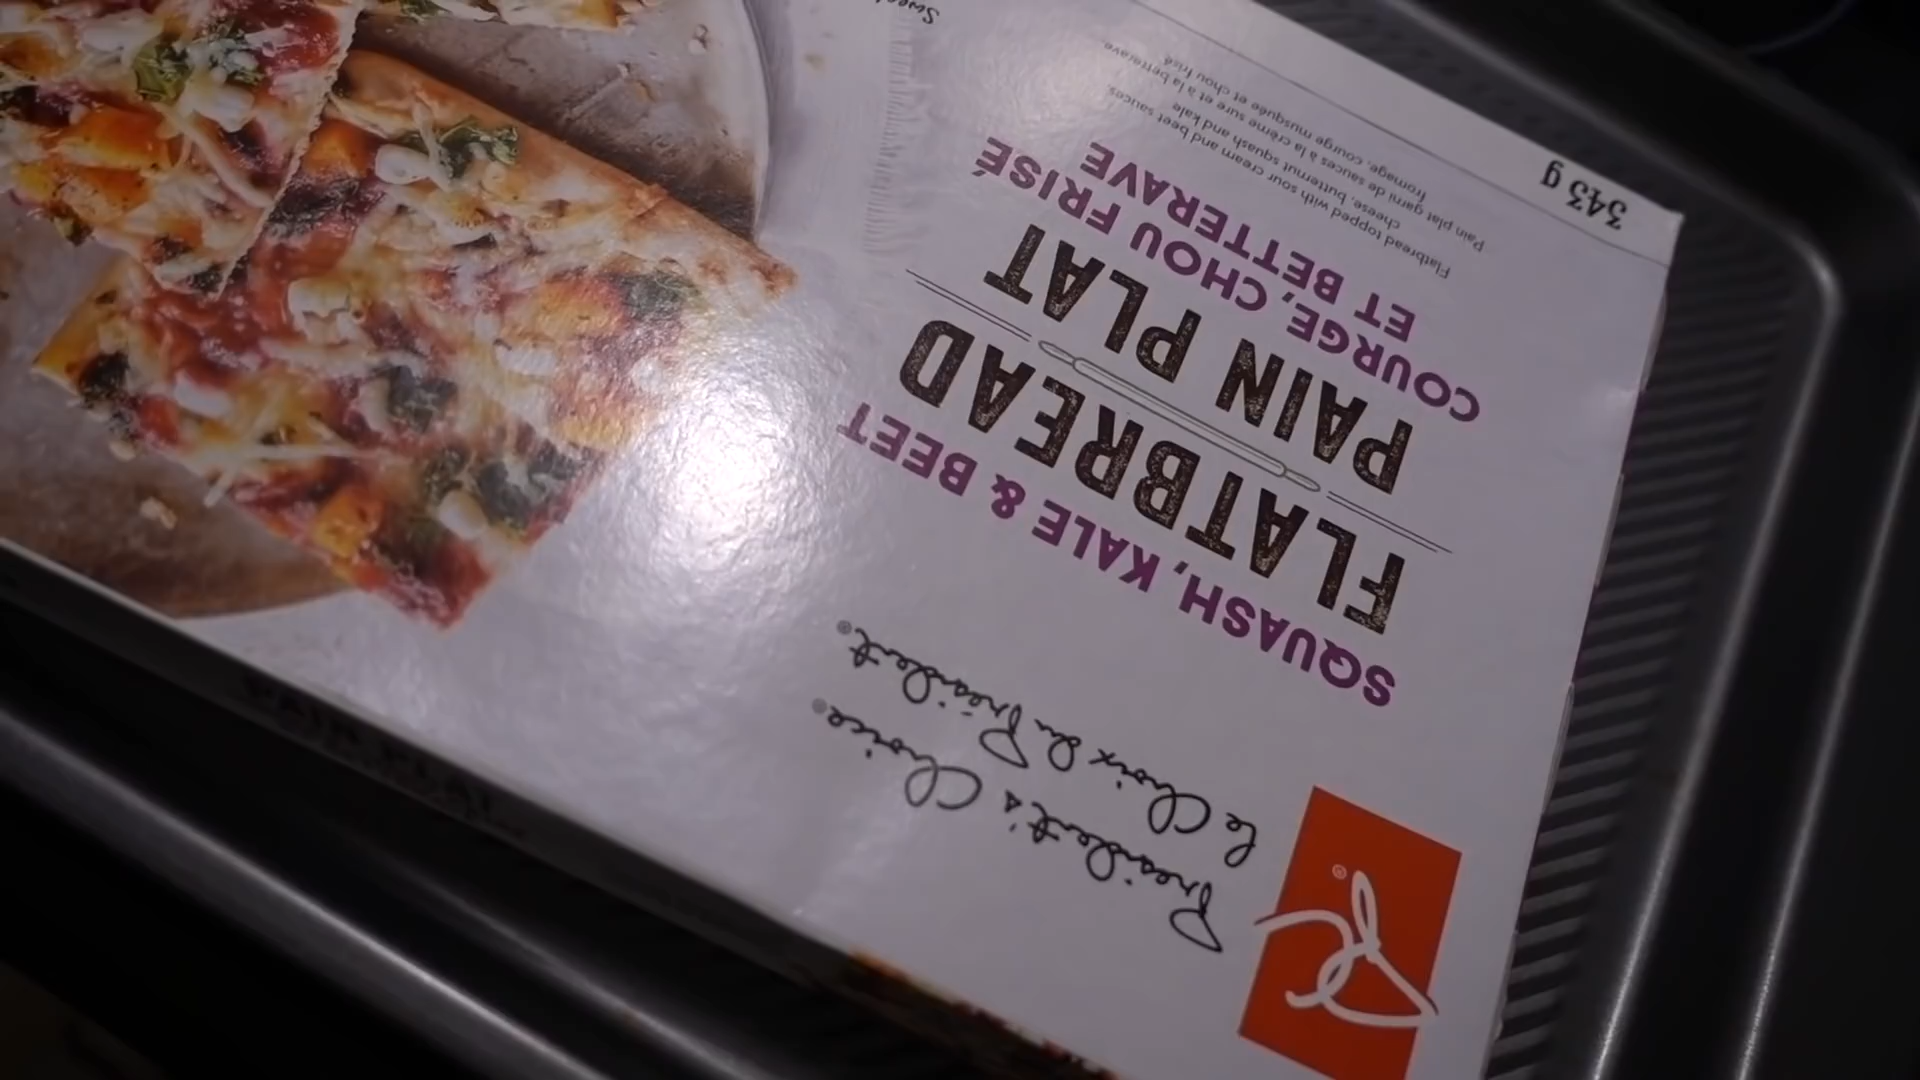 PC
President's Choice®
le Choix du Président®
SQUASH, KALE & BEET
FLATBREAD
PAIN PLAT
COURGE, CHOU FRISÉ
ET BETTERAVE
Flatbread topped with sour cream and beet sauces,
cheese, butternut squash and kale
Pain plat garni de sauces à la crème sure et à la betterave,
fromage, courge musquée et chou frisé
343 g